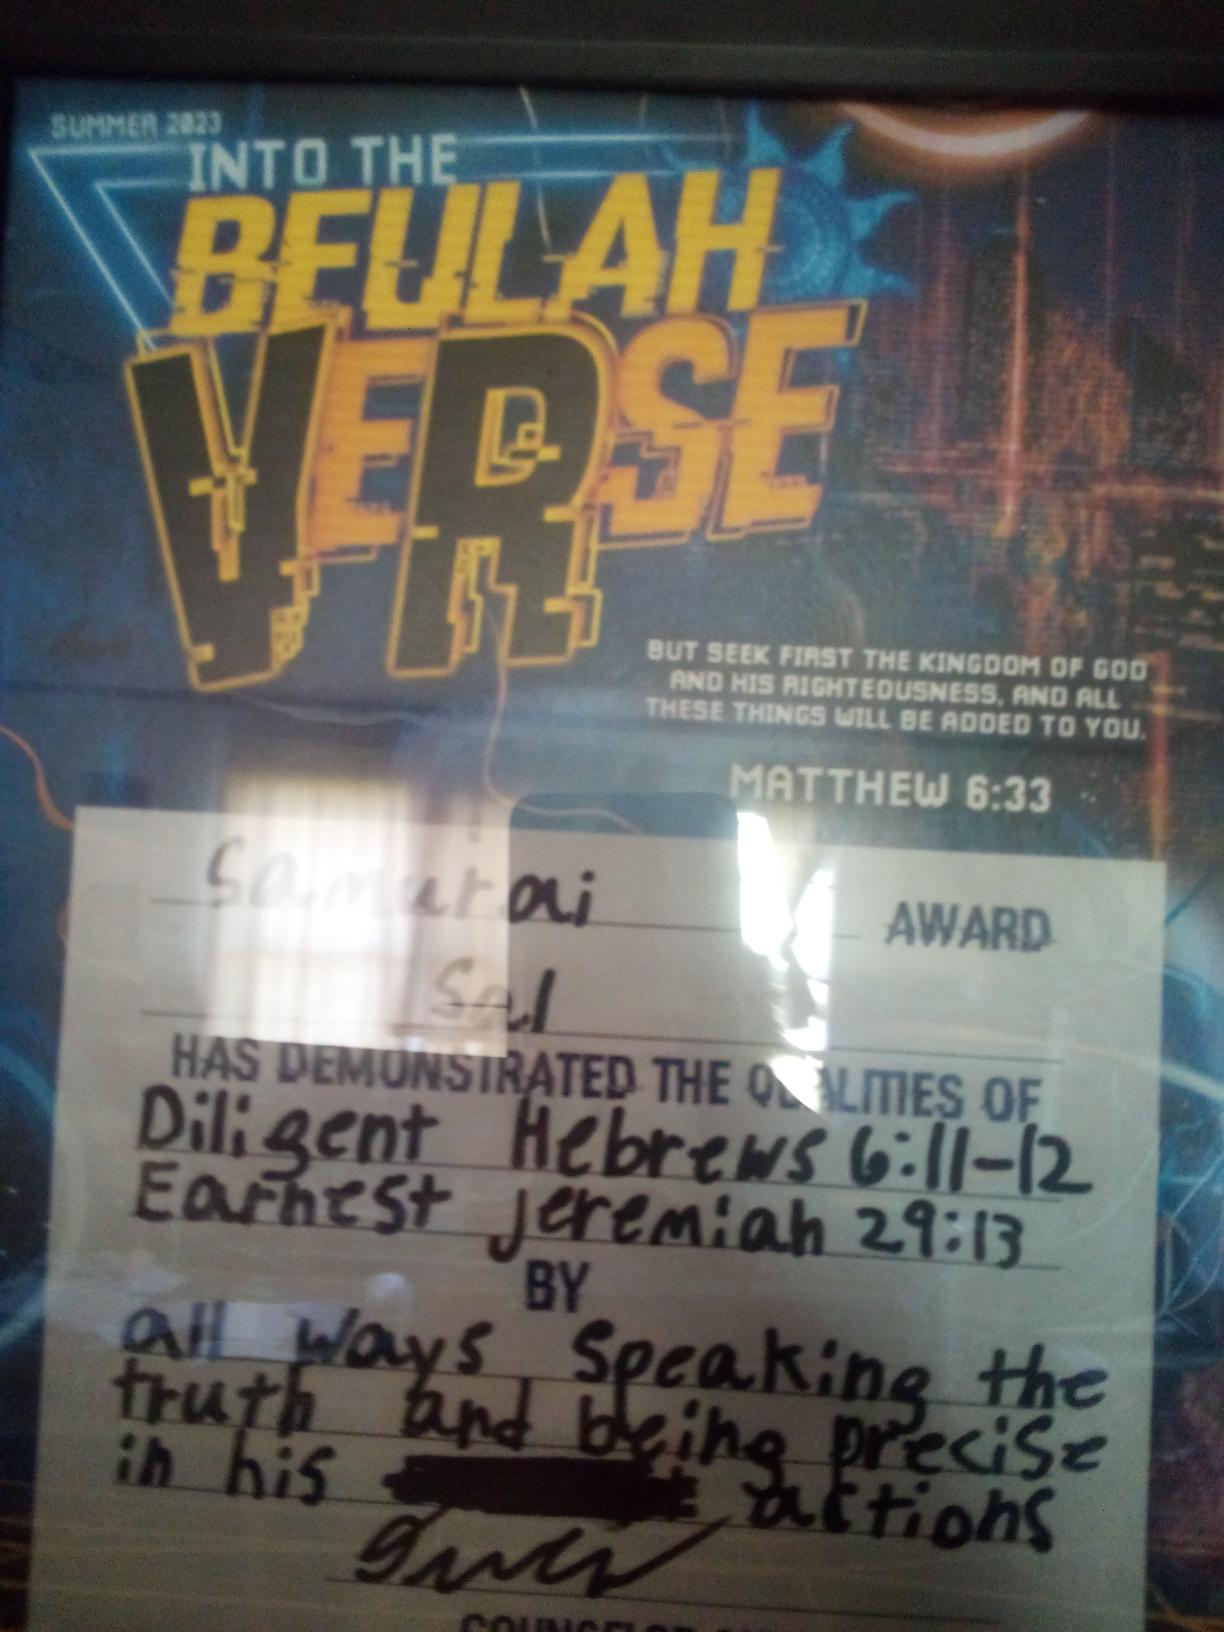 SUMMER 2023
INTO THE
BEULAH
VERSE
BUT SEEK FIRST THE KINGDOM OF GOD
AND HIS RIGHTEOUSNESS, AND ALL
THESE THINGS WILL BE ADDED TO YOU.
MATTHEW 6:33
Samurai AWARD
Sal
HAS DEMONSTRATED THE QUALITIES OF
Diligent Hebrews 6:11-12
Earnest jeremiah 29:13
BY
all ways speaking the
truth and being precise
in his actions